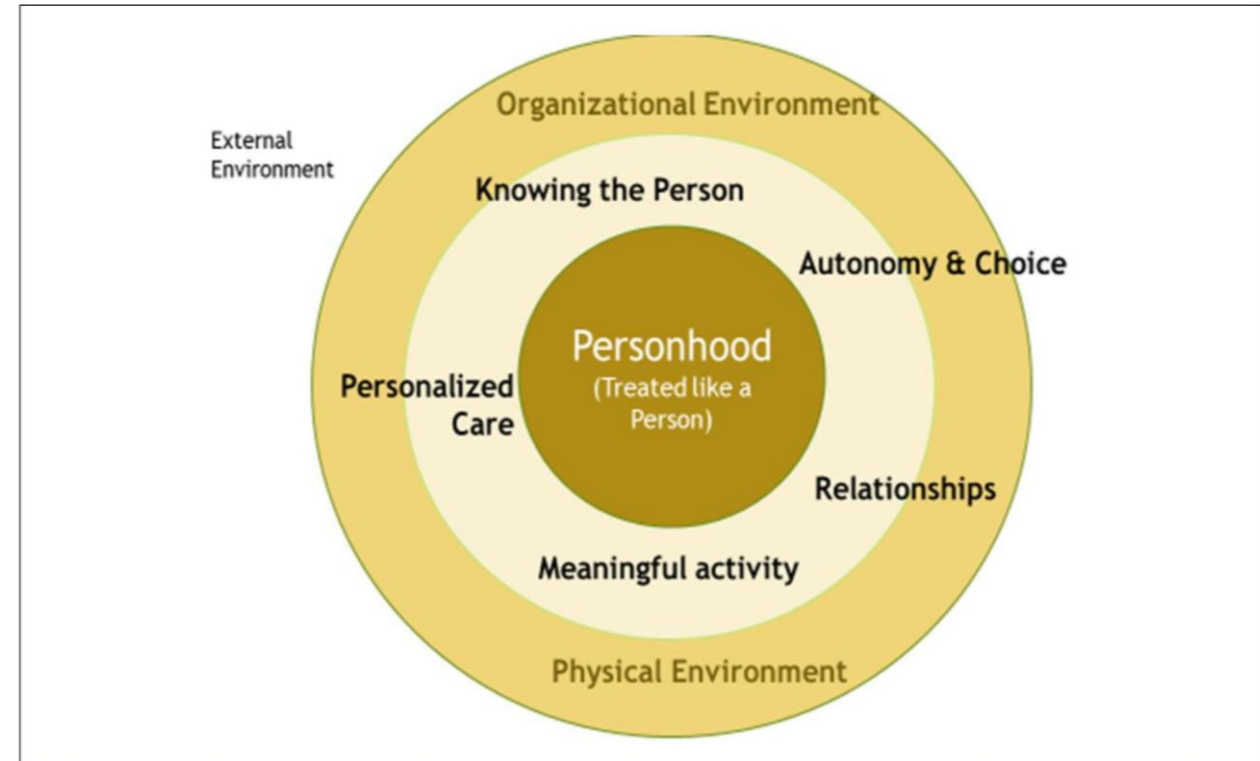 Organizational Environment
External
Environment
Knowing the Person
Autonomy & Choice
Personhood
(Treated like a
Person)
Personalized
Care
Relationships
Meaningful activity
Physical Environment